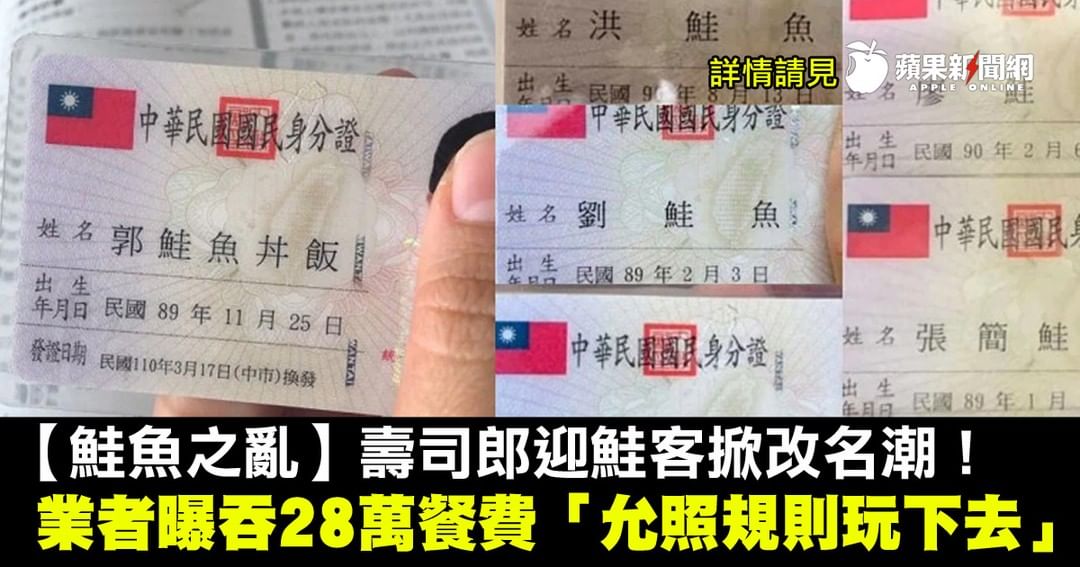 中華民國國民身分證
姓名 郭鮭魚丼飯
出生年月日 民國 89 年 11 月 25 日
發證日期 民國110年3月17日(中市)換發
姓名 洪鮭魚
詳情請見
蘋果新聞網
APPLE ONLINE
中華民國國民身分證
姓名 劉鮭魚
出生年月日 民國 89 年 2 月 3 日
中華民國國民身分證
姓名 廖鮭
出生年月日 民國 90 年 2 月
姓名 張簡鮭
出生年月日 民國 89 年 1 月
【鮭魚之亂】壽司郎迎鮭客掀改名潮！
業者曝吞28萬餐費「允照規則玩下去」